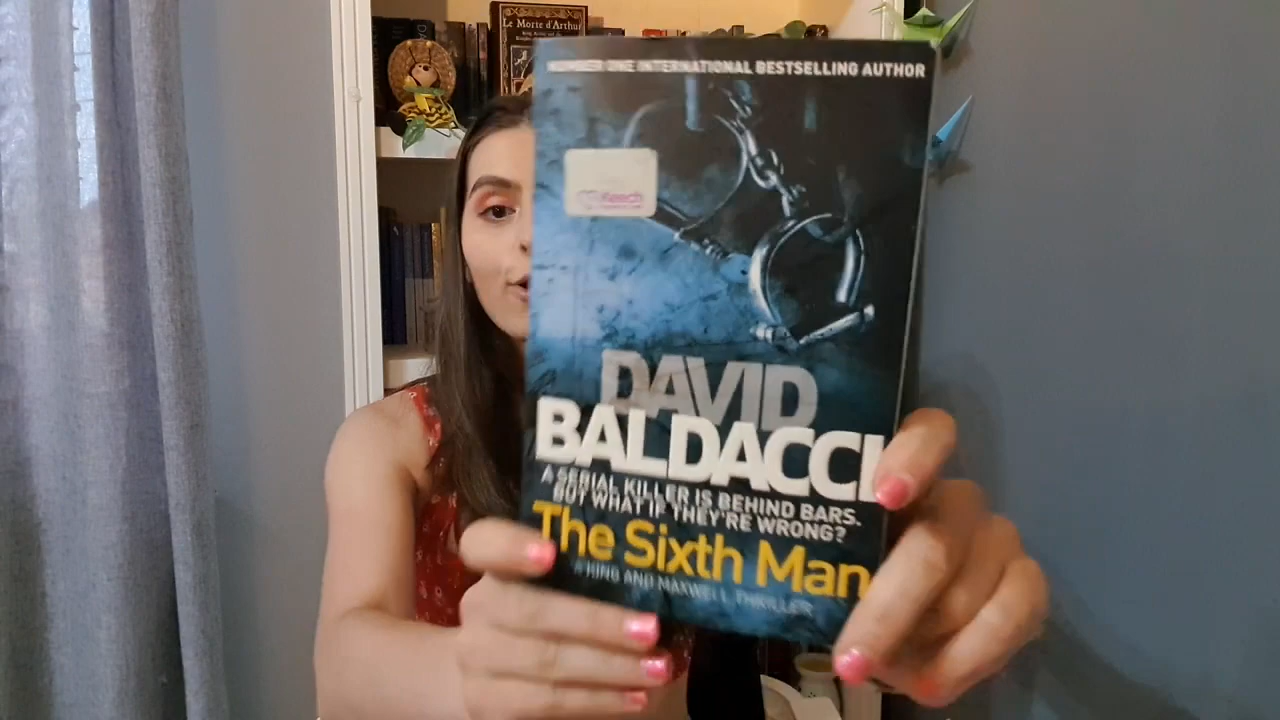 Le Morte d'Arthur
NUMBER ONE INTERNATIONAL BESTSELLING AUTHOR
Keech
DAVID
BALDACCI
A SERIAL KILLER IS BEHIND BARS.
BUT WHAT IF THEY'RE WRONG?
The Sixth Man
A KING AND MAXWELL THRILLER